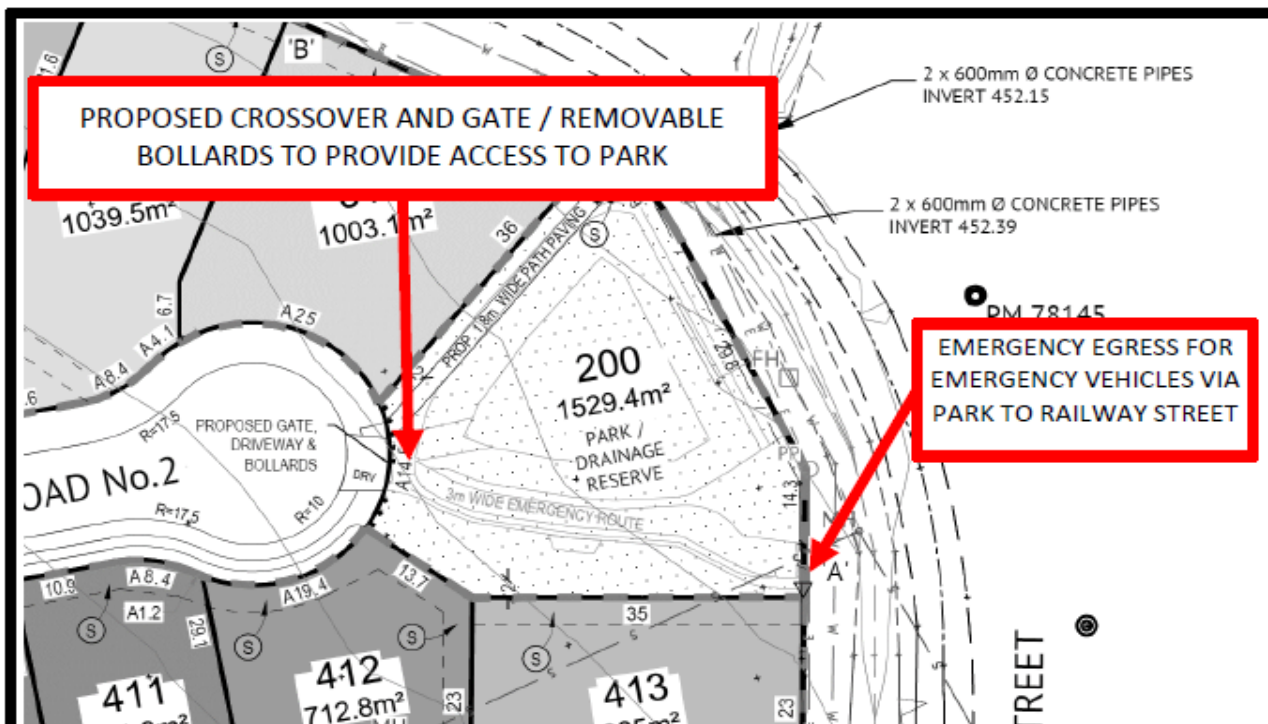 'B'
S
2 x 600mm Ø CONCRETE PIPES
INVERT 452.15
PROPOSED CROSSOVER AND GATE / REMOVABLE
BOLLARDS TO PROVIDE ACCESS TO PARK
2 x 600mm Ø CONCRETE PIPES
INVERT 452.39
1039.5m²
1003.1m²
36
S
PROP. 1.8m WIDE PATH PAVING
6.7
A25
A4.1
A8.4
PM 78145
EMERGENCY EGRESS FOR
EMERGENCY VEHICLES VIA
PARK TO RAILWAY STREET
29.8
FH
200
1529.4m²
PARK /
DRAINAGE
RESERVE
PP
R=17.5
PROPOSED GATE,
DRIVEWAY &
BOLLARDS
OAD No.2
DRV
R=10
R=17.5
3m WIDE EMERGENCY ROUTE
14.3
'A'
10.9
A8.4
A19.4
13.7
35
A1.2
S
29.1
S
S
S
411
412
712.8m²
23
413
23
TREET